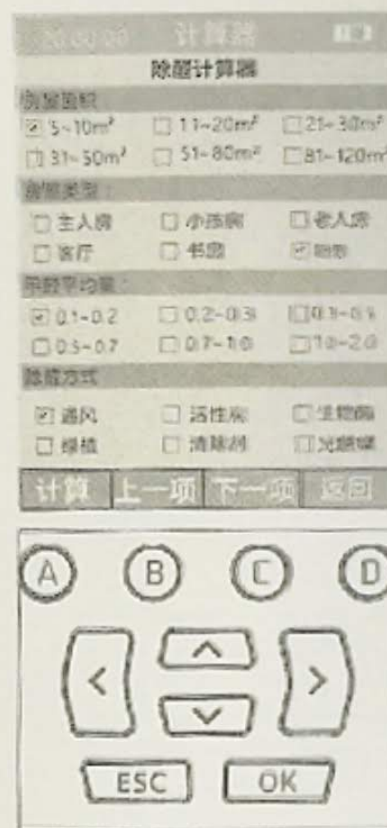 计算器
除醛计算器
房屋面积
5~10m² 11~20m² 21~30m²
31~50m² 51~80m² 81~120m²
房屋类型：
主人房 小孩房 老人房
客厅 书房
甲醛平均量：
0.1~0.2 0.2~0.3
0.5~0.7 0.7~1.0 1.0~2.0
除醛方式
通风 活性炭 生物酶
绿植 清除剂 光触媒
计算 上一项 下一项 返回
A B C D
ESC OK